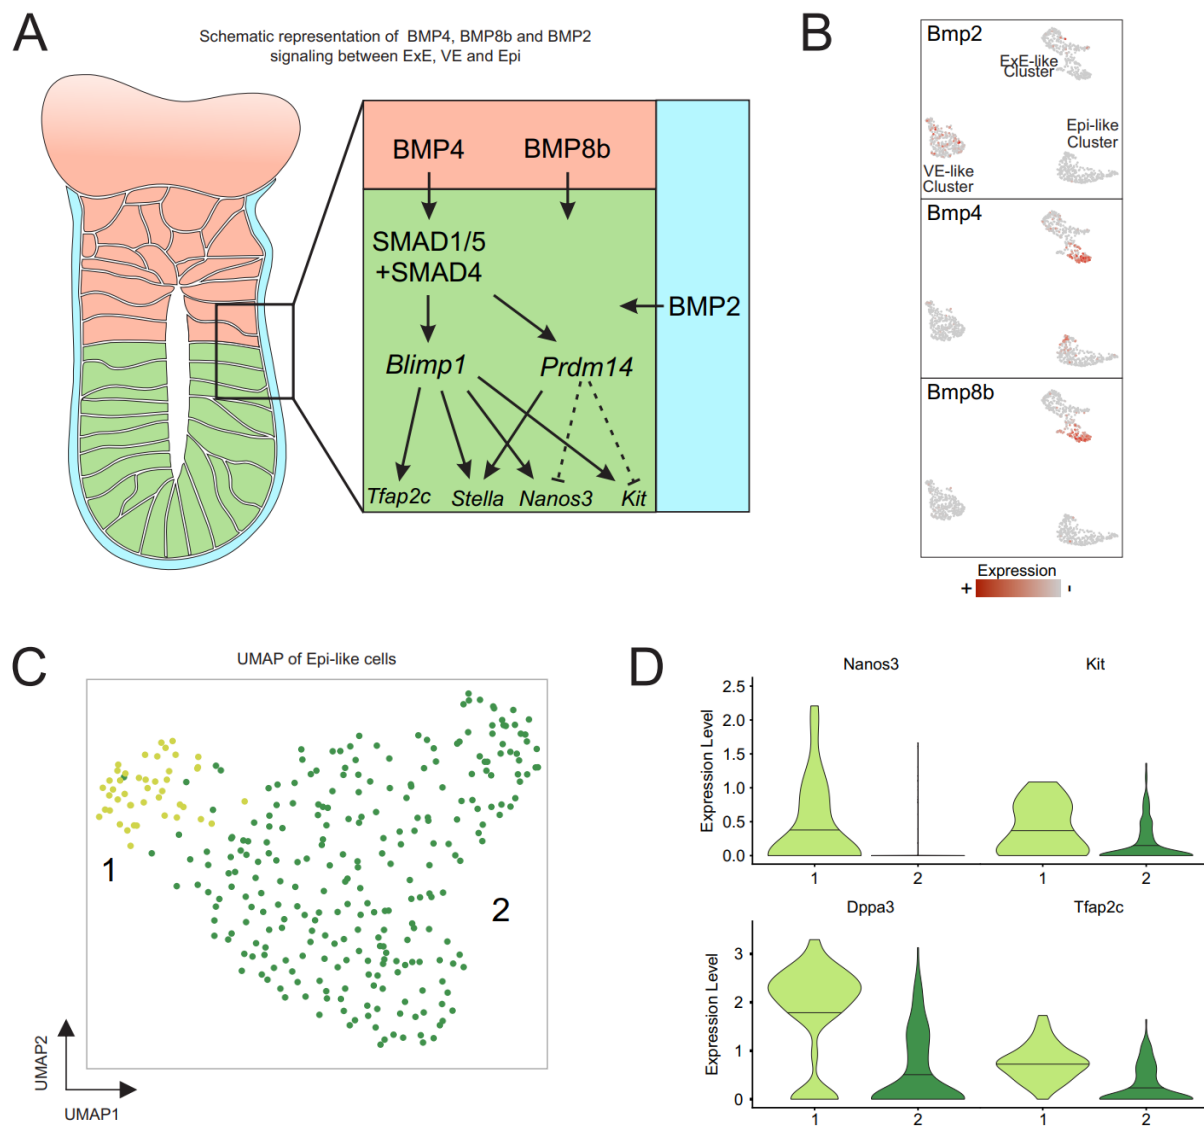 A
Schematic representation of BMP4, BMP8b and BMP2
signaling between ExE, VE and Epi
BMP4
BMP8b
SMAD1/5
+SMAD4
BMP2
Blimp1
Prdm14
Tfap2c
Stella
Nanos3
Kit
B
Bmp2
ExE-like
Cluster
Epi-like
Cluster
VE-like
Cluster
Bmp4
Bmp8b
Expression
+
-
C
UMAP of Epi-like cells
1
2
UMAP2
UMAP1
D
Nanos3
Kit
Expression Level
2.5
2.0
1.5
1.0
0.5
0.0
1
2
1
2
Dppa3
Tfap2c
Expression Level
3
2
1
0
1
2
1
2